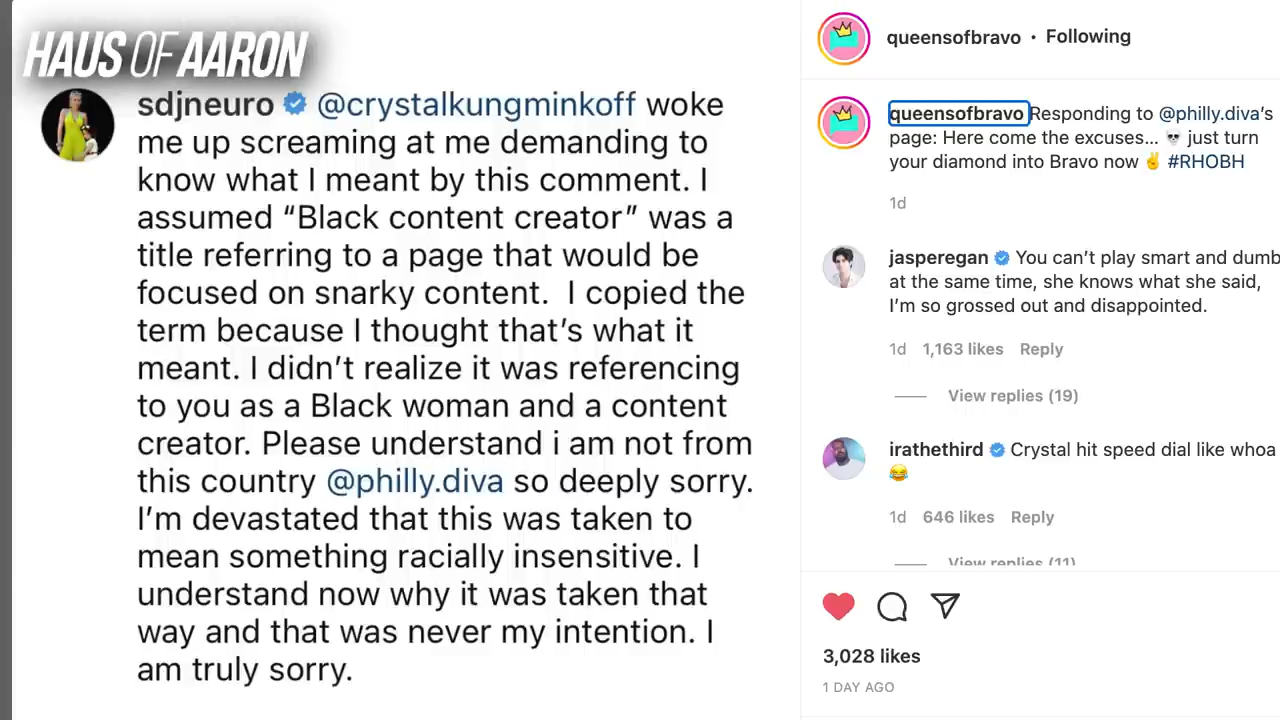 HAUS OF AARON
sdjneuro @crystalkungminkoff woke
me up screaming at me demanding to
know what I meant by this comment. I
assumed “Black content creator” was a
title referring to a page that would be
focused on snarky content.  I copied the
term because I thought that’s what it
meant. I didn’t realize it was referencing
to you as a Black woman and a content
creator. Please understand i am not from
this country @philly.diva so deeply sorry.
I’m devastated that this was taken to
mean something racially insensitive. I
understand now why it was taken that
way and that was never my intention. I
am truly sorry.
queensofbravo • Following
queensofbravo Responding to @philly.diva’s
page: Here come the excuses... 💀 just turn
your diamond into Bravo now ✌️ #RHOBH
1d
jasperegan You can’t play smart and dumb
at the same time, she knows what she said,
I’m so grossed out and disappointed.
1d 1,163 likes Reply
View replies (19)
irathethird Crystal hit speed dial like whoa
😂
1d 646 likes Reply
View replies (11)
3,028 likes
1 DAY AGO